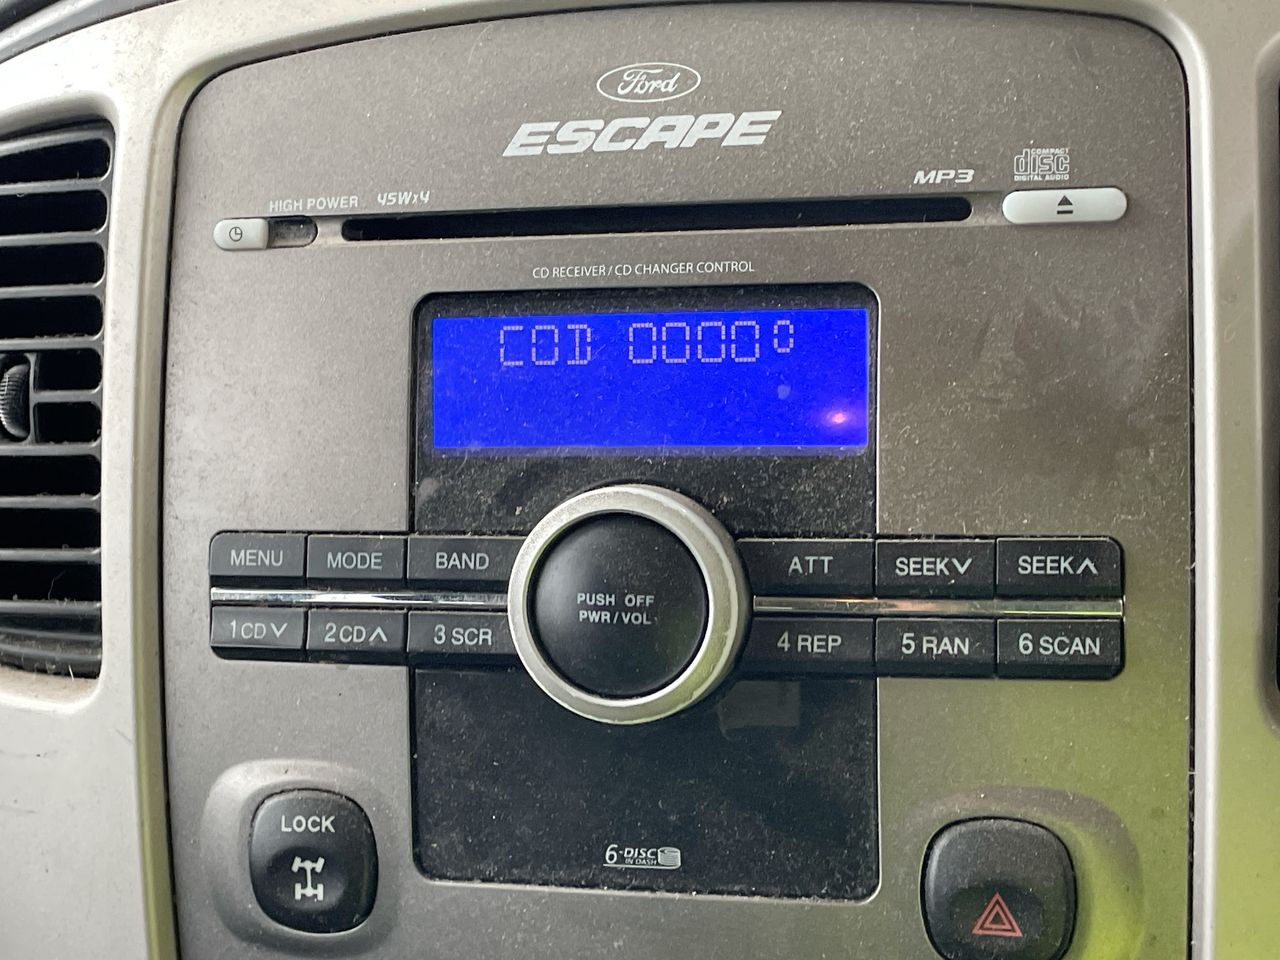 Ford
ESCAPE
COMPACT
disc
DIGITAL AUDIO
MP3
HIGH POWER 45Wx4
CD RECEIVER / CD CHANGER CONTROL
COD 0000⁰
MENU MODE BAND ATT SEEK SEEK
PUSH OFF
PWR / VOL
1 CD 2 CD 3 SCR 4 REP 5 RAN 6 SCAN
LOCK
6-DISC
IN DASH